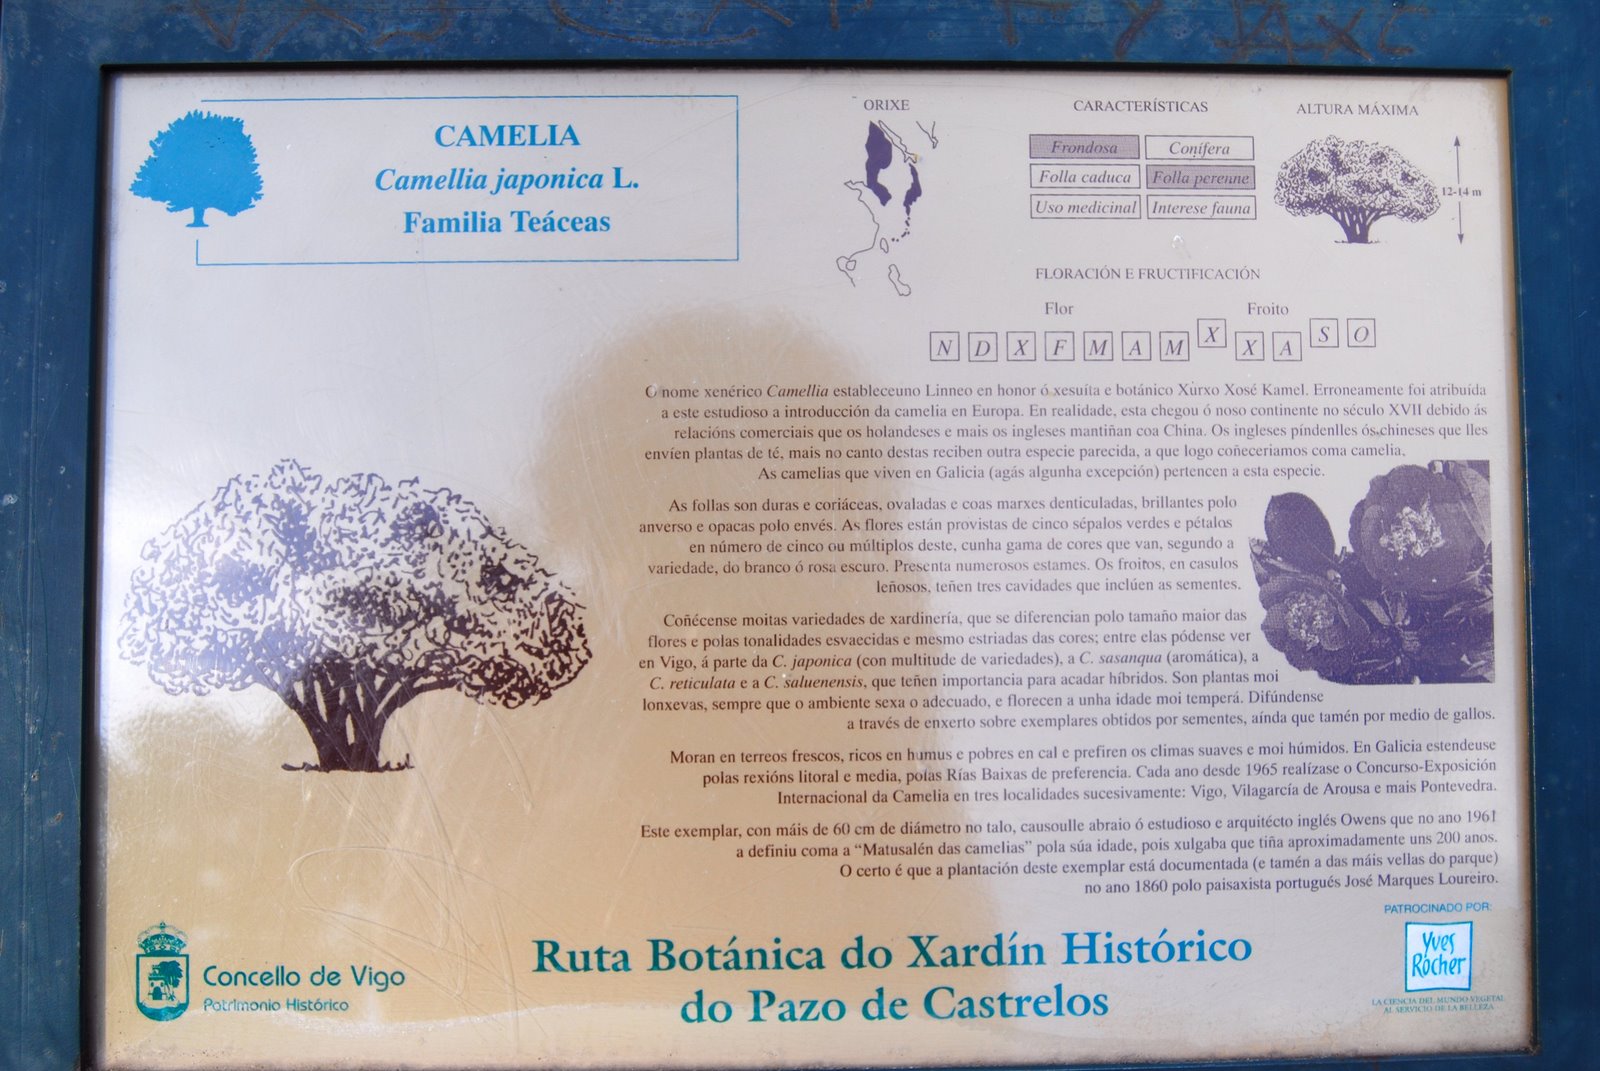 CAMELIA
Camellia japonica L.
Familia Teáceas
ORIXE
CARACTERÍSTICAS
Frondosa Conífera
Folla caduca Folla perenne
Uso medicinal Interese fauna
ALTURA MÁXIMA
12-14 m
FLORACIÓN E FRUCTIFICACIÓN
Flor Froito
N D X F M A M X X A S O
O nome xenérico Camellia estableceuno Linneo en honor ó xesuíta e botánico Xurxo Xosé Kamel. Erroneamente foi atribuída
a este estudioso a introducción da camelia en Europa. En realidade, esta chegou ó noso continente no século XVII debido ás
relacións comerciais que os holandeses e mais os ingleses mantiñan coa China. Os ingleses píndenlles ós chineses que lles
envíen plantas de té, mais no canto destas reciben outra especie parecida, a que logo coñeceriamos coma camelia.
As camelias que viven en Galicia (agás algunha excepción) pertencen a esta especie.
As follas son duras e coriáceas, ovaladas e coas marxes denticuladas, brillantes polo
anverso e opacas polo envés. As flores están provistas de cinco sépalos verdes e pétalos
en número de cinco ou múltiplos deste, cunha gama de cores que van, segundo a
variedade, do branco ó rosa escuro. Presenta numerosos estames. Os froitos, en casulos
leñosos, teñen tres cavidades que inclúen as sementes.
Coñécense moitas variedades de xardinería, que se diferencian polo tamaño maior das
flores e polas tonalidades esvaecidas e mesmo estriadas das cores; entre elas pódense ver
en Vigo, á parte da C. japonica (con multitude de variedades), a C. sasanqua (aromática), a
C. reticulata e a C. saluenensis, que teñen importancia para acadar híbridos. Son plantas moi
lonxevas, sempre que o ambiente sexa o adecuado, e florecen a unha idade moi temperá. Difúndense
a través de enxerto sobre exemplares obtidos por sementes, aínda que tamén por medio de gallos.
Moran en terreos frescos, ricos en humus e pobres en cal e prefiren os climas suaves e moi húmidos. En Galicia estendeuse
polas rexións litoral e media, polas Rías Baixas de preferencia. Cada ano desde 1965 realízase o Concurso-Exposición
Internacional da Camelia en tres localidades sucesivamente: Vigo, Vilagarcía de Arousa e mais Pontevedra.
Este exemplar, con máis de 60 cm de diámetro no talo, causoulle abraio ó estudioso e arquitécto inglés Owens que no ano 1961
a definiu coma a “Matusalén das camelias” pola súa idade, pois xulgaba que tiña aproximadamente uns 200 anos.
O certo é que a plantación deste exemplar está documentada (e tamén a das máis vellas do parque)
no ano 1860 polo paisaxista portugués José Marques Loureiro.
Concello de Vigo
Patrimonio Histórico
Ruta Botánica do Xardín Histórico
do Pazo de Castrelos
PATROCINADO POR:
Yves
Rocher
LA CIENCIA DEL MUNDO VEGETAL
AL SERVICIO DE LA BELLEZA